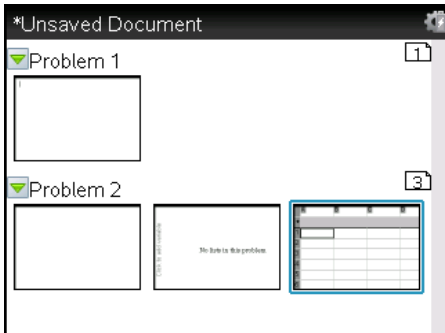 *Unsaved Document
Problem 1
1
Problem 2
3
Click to add variable
No lists in this problem